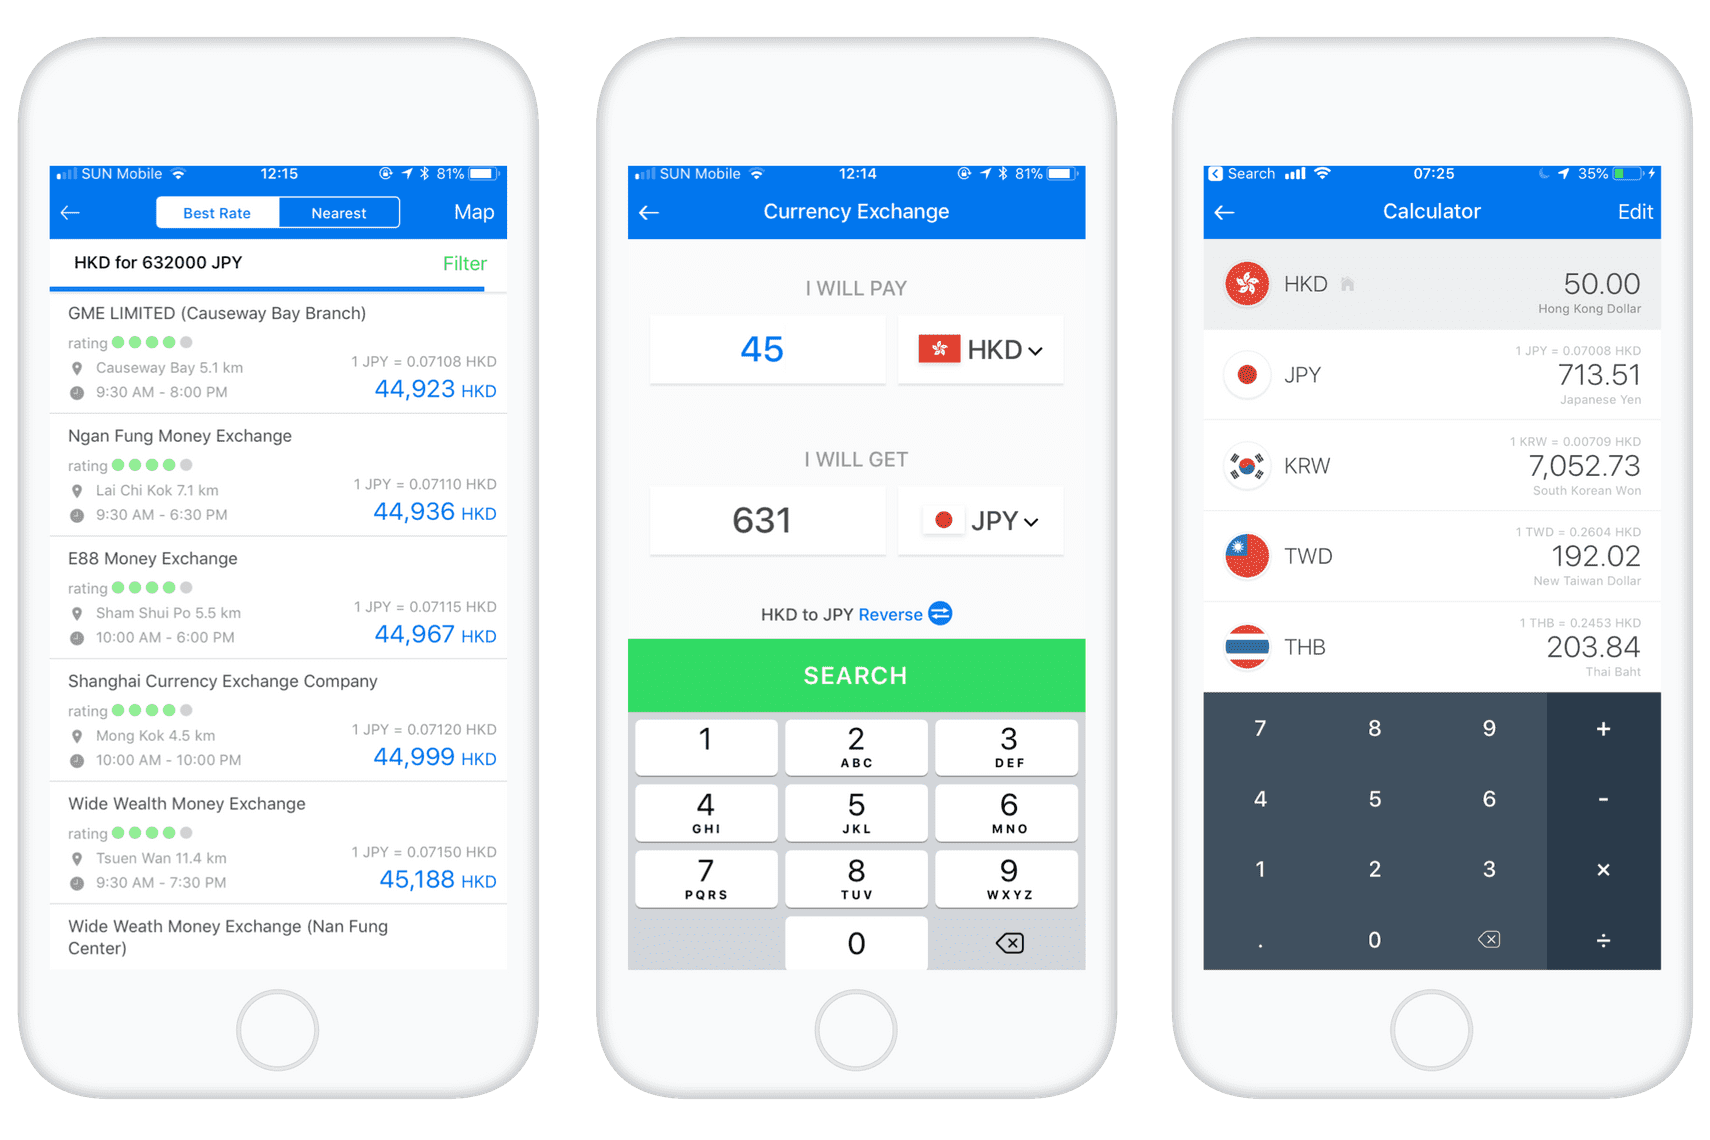 SUN Mobile 12:15 81%
Best Rate Nearest Map
HKD for 632000 JPY Filter
GME LIMITED (Causeway Bay Branch)
rating
Causeway Bay 5.1 km 1 JPY = 0.07108 HKD
9:30 AM - 8:00 PM 44,923 HKD
Ngan Fung Money Exchange
rating
Lai Chi Kok 7.1 km 1 JPY = 0.07110 HKD
9:30 AM - 6:30 PM 44,936 HKD
E88 Money Exchange
rating
Sham Shui Po 5.5 km 1 JPY = 0.07115 HKD
10:00 AM - 6:00 PM 44,967 HKD
Shanghai Currency Exchange Company
rating
Mong Kok 4.5 km 1 JPY = 0.07120 HKD
10:00 AM - 10:00 PM 44,999 HKD
Wide Wealth Money Exchange
rating
Tsuen Wan 11.4 km 1 JPY = 0.07150 HKD
9:30 AM - 7:30 PM 45,188 HKD
Wide Weath Money Exchange (Nan Fung
Center)
SUN Mobile 12:14 81%
Currency Exchange
I WILL PAY
45 HKD
I WILL GET
631 JPY
HKD to JPY Reverse
SEARCH
1 2 3
ABC DEF
4 5 6
GHI JKL MNO
7 8 9
PQRS TUV WXYZ
0
Search 07:25 35%
Calculator Edit
HKD 50.00
Hong Kong Dollar
1 JPY = 0.07008 HKD
JPY 713.51
Japanese Yen
1 KRW = 0.00709 HKD
KRW 7,052.73
South Korean Won
1 TWD = 0.2604 HKD
TWD 192.02
New Taiwan Dollar
1 THB = 0.2453 HKD
THB 203.84
Thai Baht
7 8 9 +
4 5 6 -
1 2 3 ×
. 0 ÷